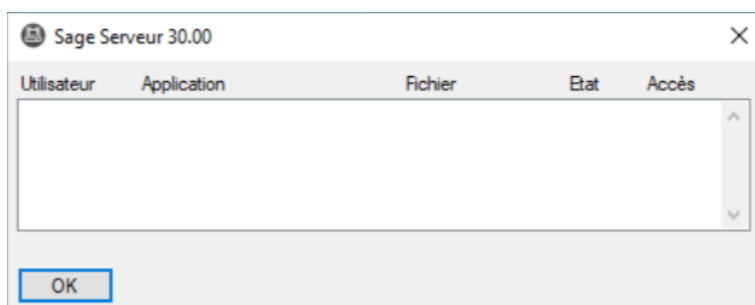 Sage Serveur 30.00
Utilisateur Application Fichier Etat Accès
OK